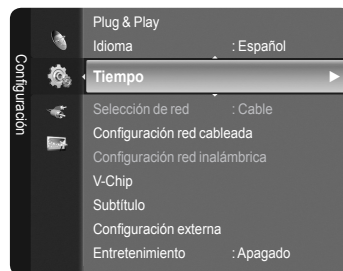 Configuración
Plug & Play
Idioma : Español
Tiempo
Selección de red : Cable
Configuración red cableada
Configuración red inalámbrica
V-Chip
Subtítulo
Configuración externa
Entretenimiento : Apagado